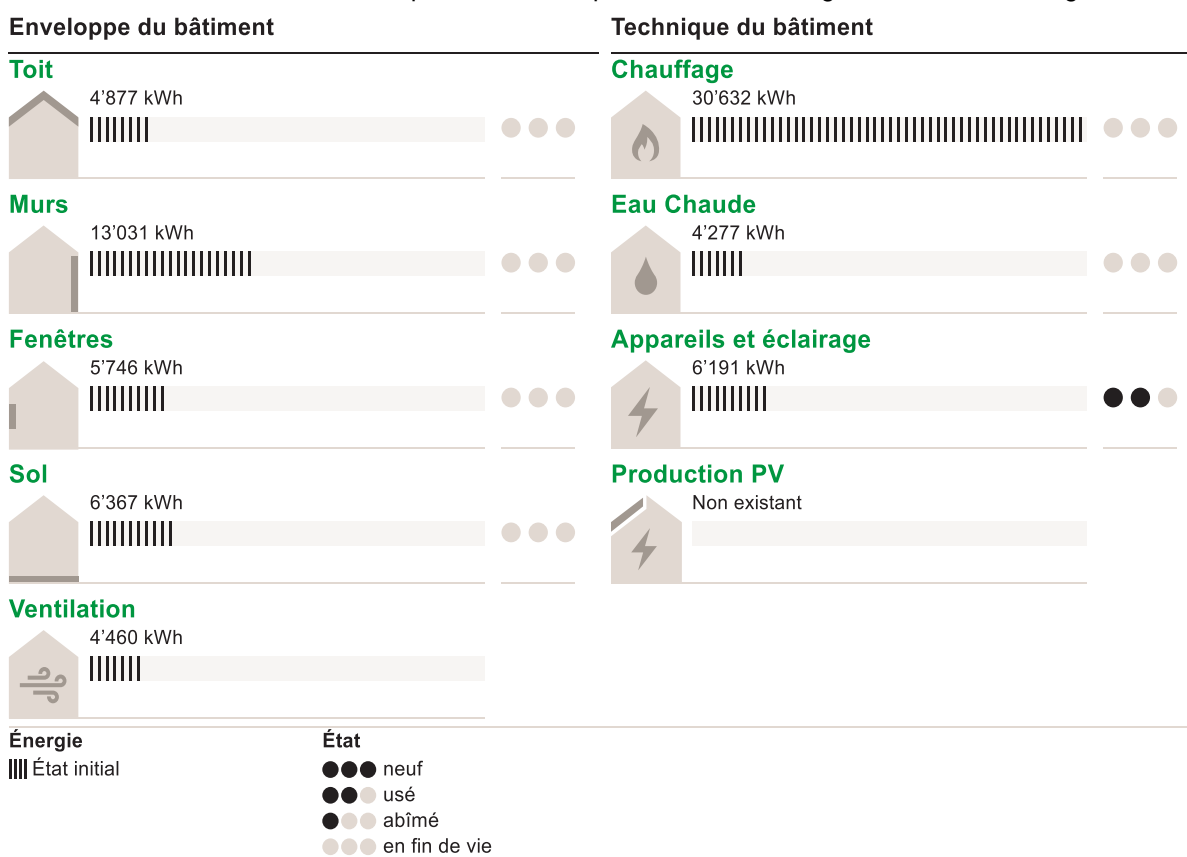 Enveloppe du bâtiment
Toit
4’877 kWh
Murs
13’031 kWh
Fenêtres
5’746 kWh
Sol
6’367 kWh
Ventilation
4’460 kWh
Technique du bâtiment
Chauffage
30’632 kWh
Eau Chaude
4’277 kWh
Appareils et éclairage
6’191 kWh
Production PV
Non existant
Énergie
État initial
État
neuf
usé
abîmé
en fin de vie